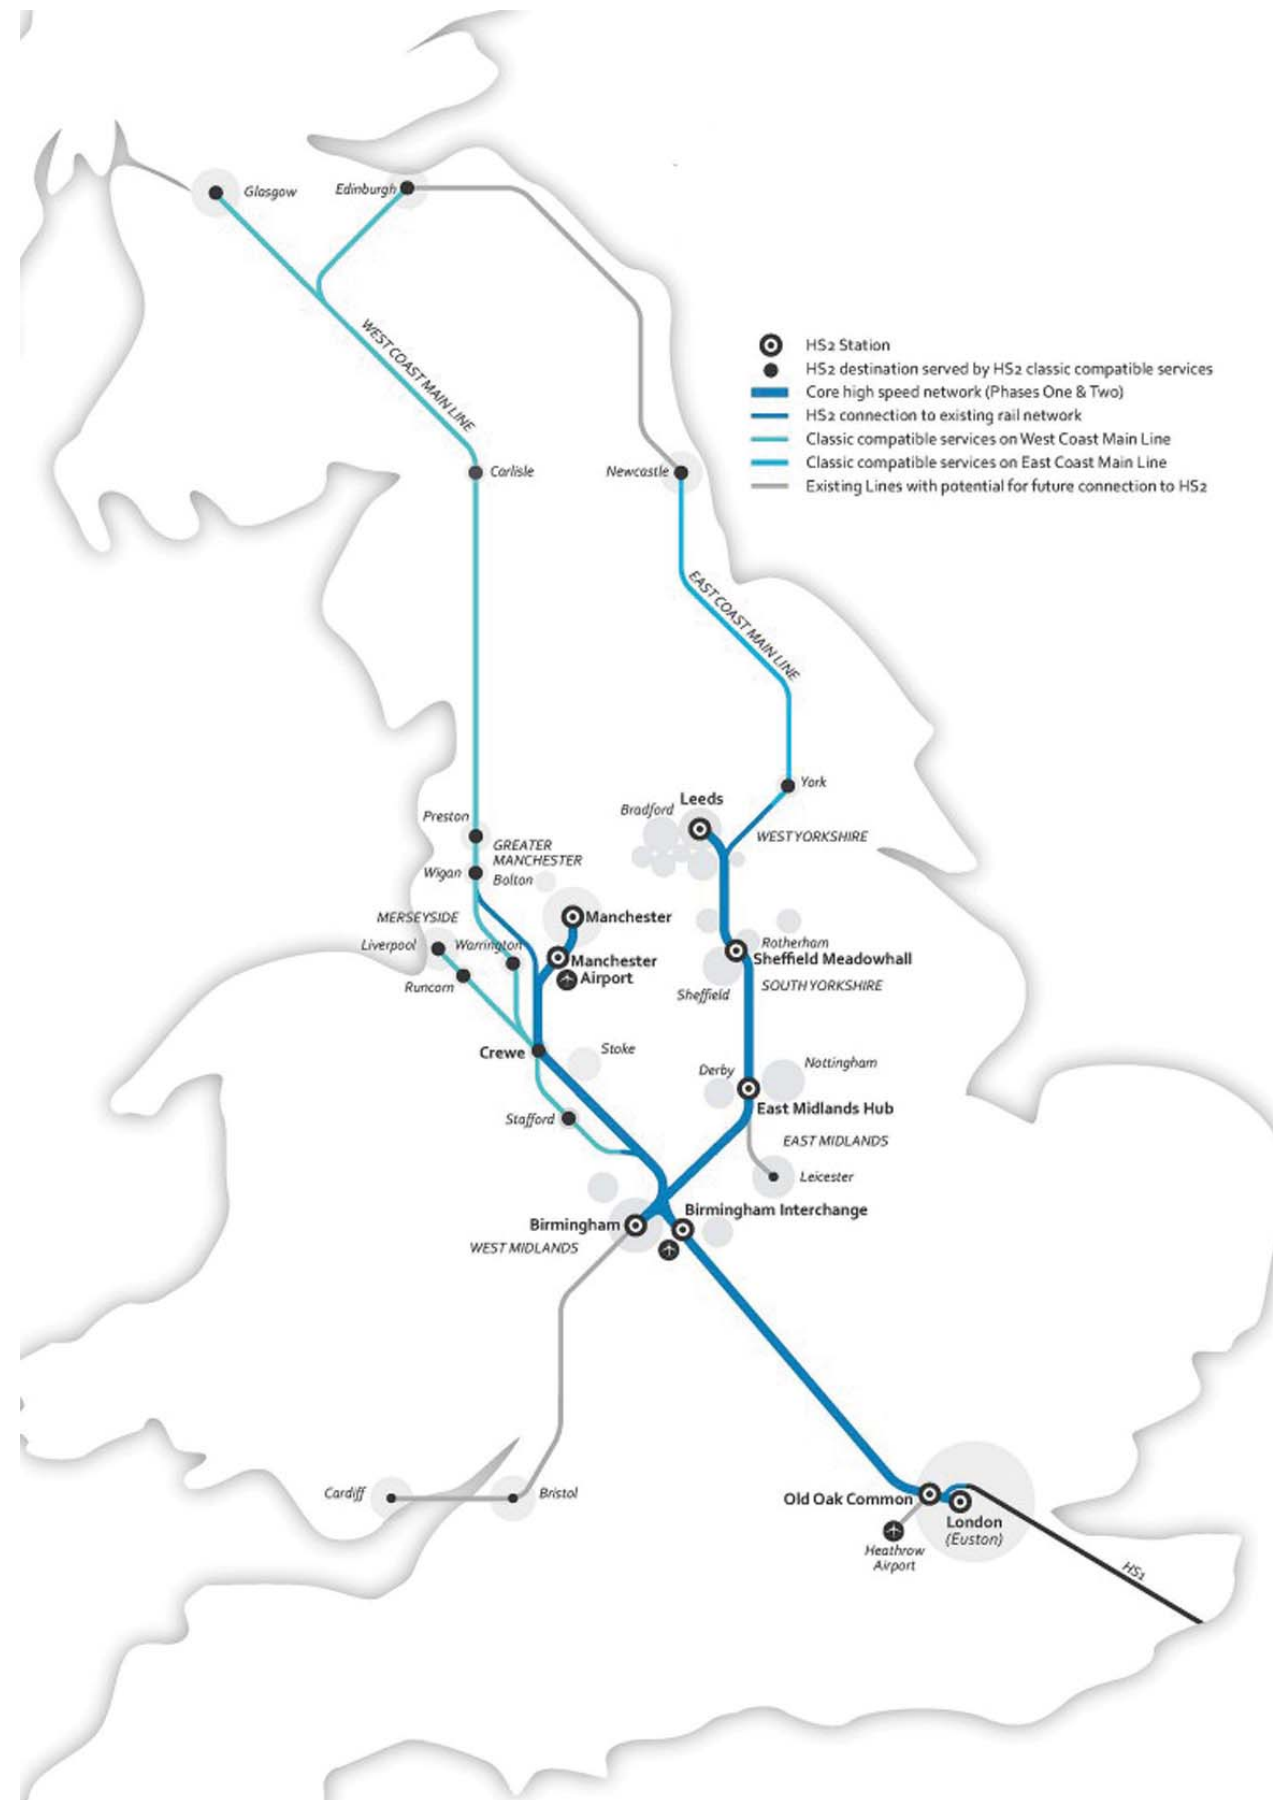 Glasgow
Edinburgh
WEST COAST MAIN LINE
HS2 Station
HS2 destination served by HS2 classic compatible services
Core high speed network (Phases One & Two)
HS2 connection to existing rail network
Classic compatible services on West Coast Main Line
Classic compatible services on East Coast Main Line
Existing Lines with potential for future connection to HS2
Carlisle
Newcastle
EAST COAST MAIN LINE
York
Leeds
Bradford
WEST YORKSHIRE
Preston
GREATER
MANCHESTER
Wigan
Bolton
MERSEYSIDE
Manchester
Liverpool
Warrington
Rotherham
Sheffield Meadowhall
Manchester
Airport
Runcorn
Sheffield
SOUTH YORKSHIRE
Crewe
Stoke
Derby
Nottingham
East Midlands Hub
Stafford
EAST MIDLANDS
Leicester
Birmingham Interchange
Birmingham
WEST MIDLANDS
Cardiff
Bristol
Old Oak Common
London
(Euston)
Heathrow
Airport
HS1